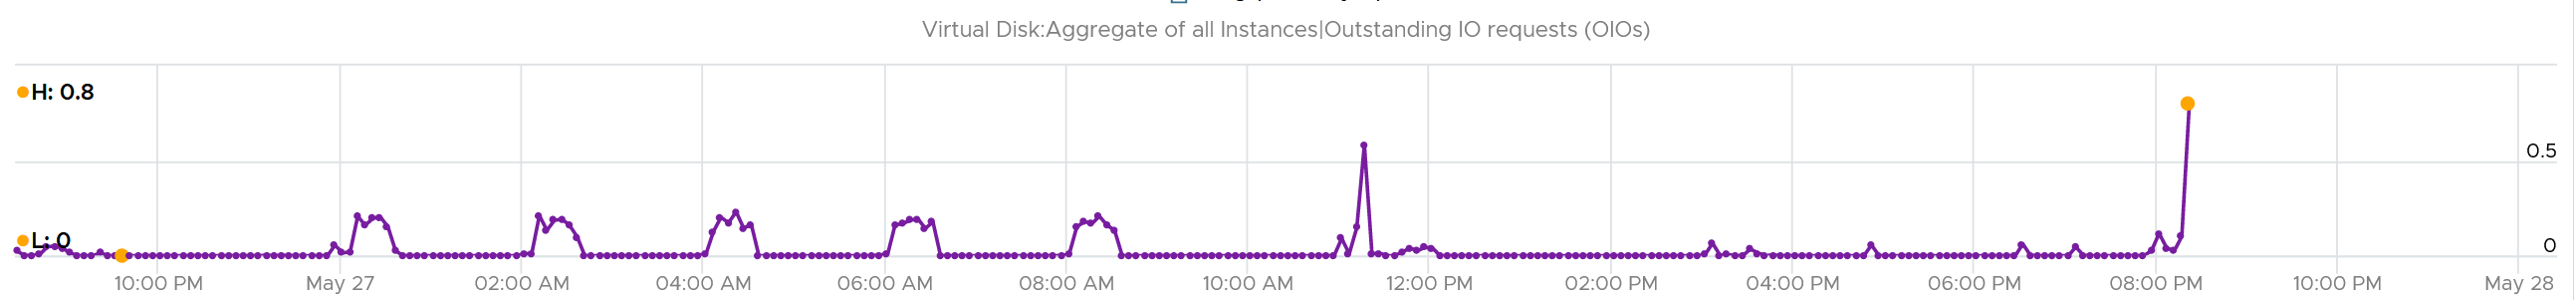 Virtual Disk:Aggregate of all Instances|Outstanding IO requests (OIOs)
H: 0.8
0.5
L: 0
0
10:00 PM May 27 02:00 AM 04:00 AM 06:00 AM 08:00 AM 10:00 AM 12:00 PM 02:00 PM 04:00 PM 06:00 PM 08:00 PM 10:00 PM May 28